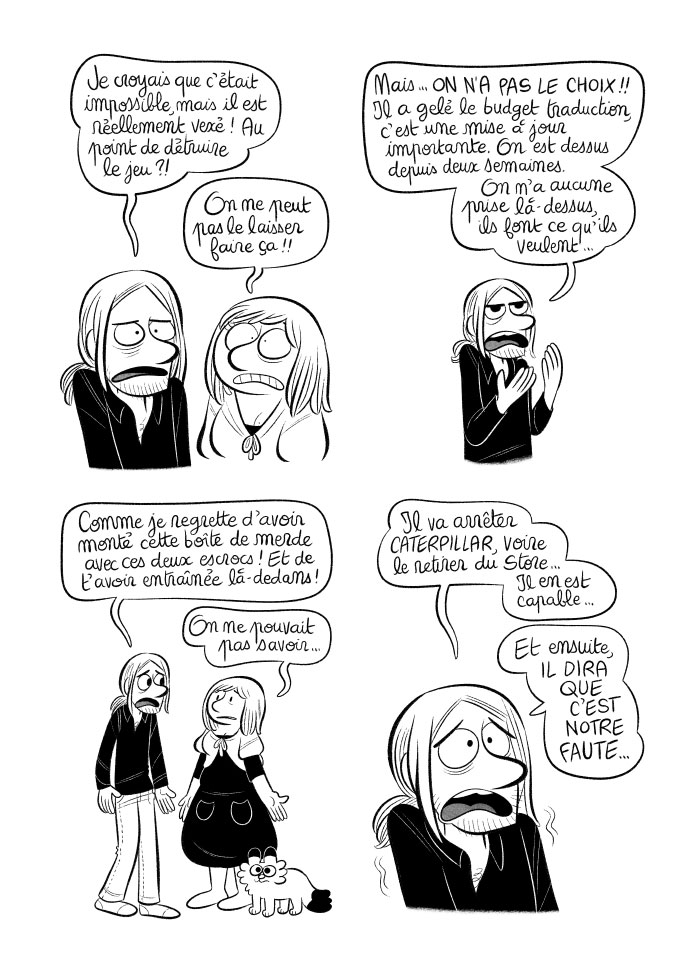 Je croyais que c'était
impossible, mais il est
réellement vexé ! Au
point de détruire
le jeu ?!
On ne peut
pas le laisser
faire ça !!
Mais... ON N'A PAS LE CHOIX !!
Il a gelé le budget traduction,
c'est une mise à jour
importante. On est dessus
depuis deux semaines.
On n'a aucune
prise là-dessus,
ils font ce qu'ils
veulent...
Comme je regrette d'avoir
monté cette boîte de merde
avec ces deux escrocs ! Et de
t'avoir entraînée là-dedans !
On ne pouvait
pas savoir...
Il va arrêter
CATERPILLAR, voire
le retirer du Store...
Il en est
capable...
Et ensuite,
IL DIRA
QUE
C'EST
NOTRE
FAUTE...